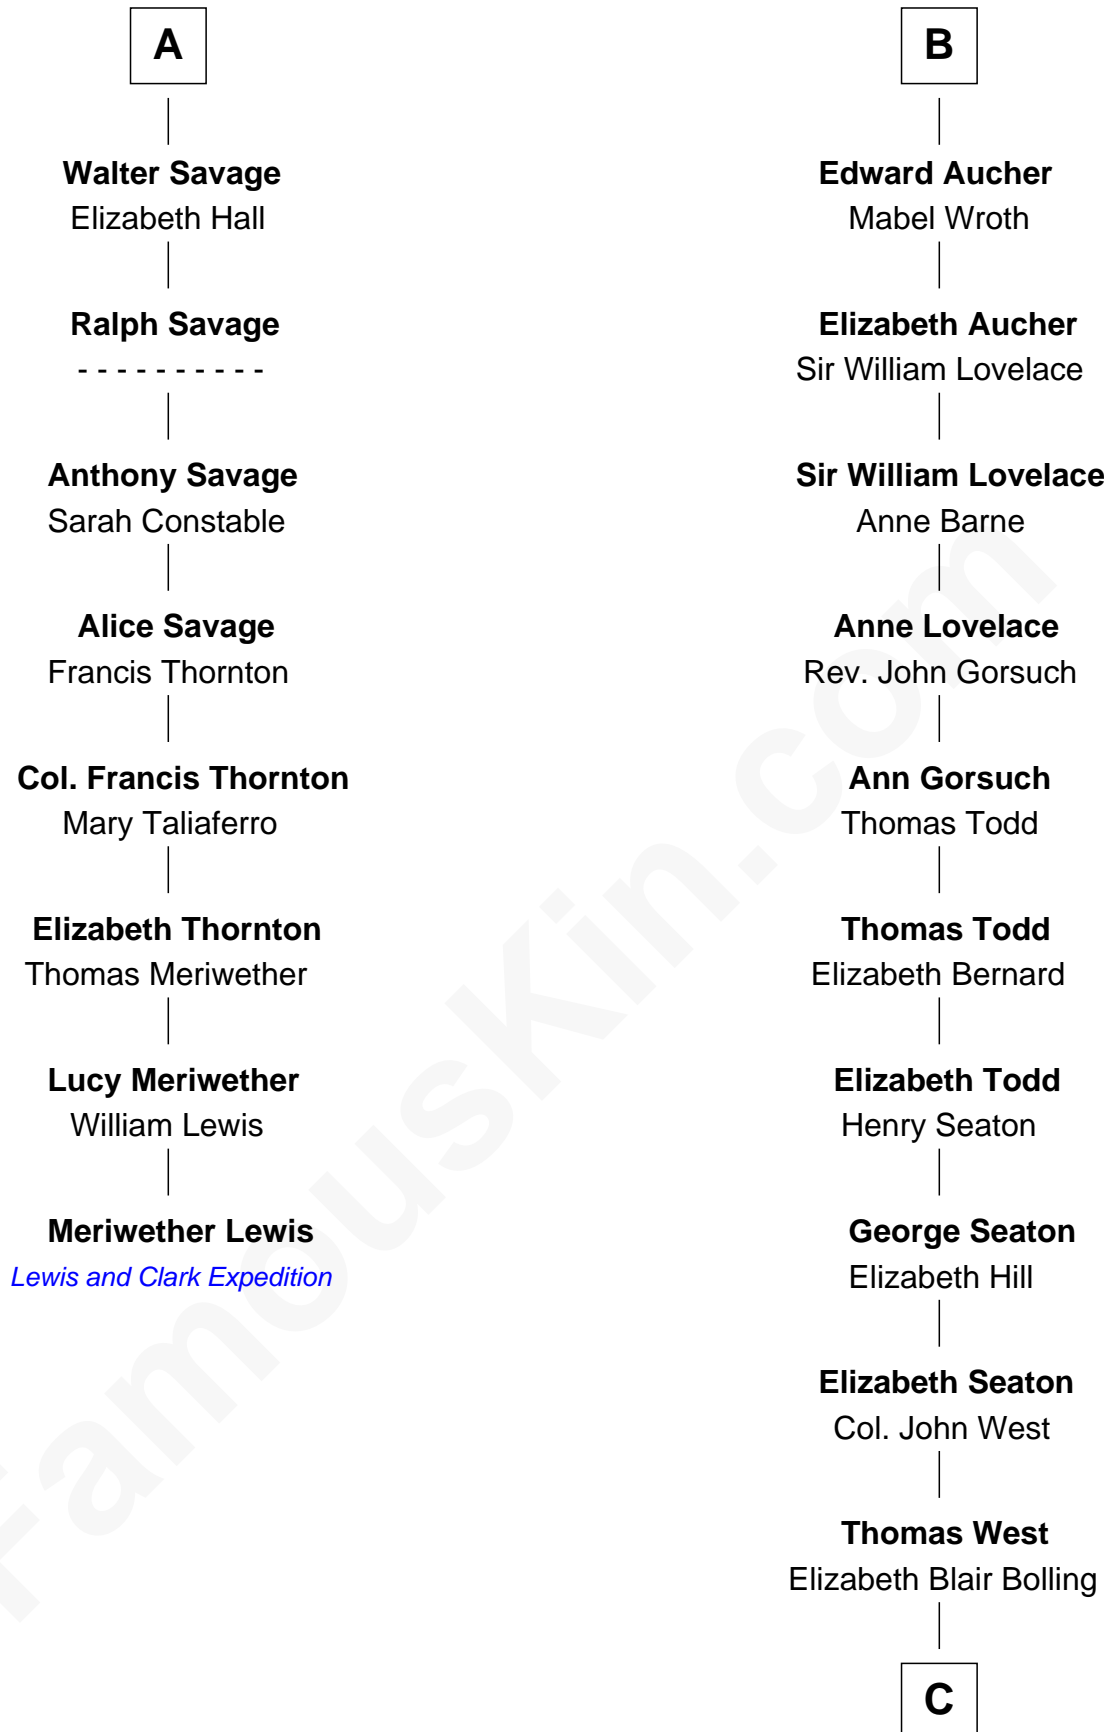 A
Walter Savage
Elizabeth Hall
Ralph Savage
- - - - - - - - - -
Anthony Savage
Sarah Constable
Alice Savage
Francis Thornton
Col. Francis Thornton
Mary Taliaferro
Elizabeth Thornton
Thomas Meriwether
Lucy Meriwether
William Lewis
Meriwether Lewis
Lewis and Clark Expedition
B
Edward Aucher
Mabel Wroth
Elizabeth Aucher
Sir William Lovelace
Sir William Lovelace
Anne Barne
Anne Lovelace
Rev. John Gorsuch
Ann Gorsuch
Thomas Todd
Thomas Todd
Elizabeth Bernard
Elizabeth Todd
Henry Seaton
George Seaton
Elizabeth Hill
Elizabeth Seaton
Col. John West
Thomas West
Elizabeth Blair Bolling
C
FamousKin.com